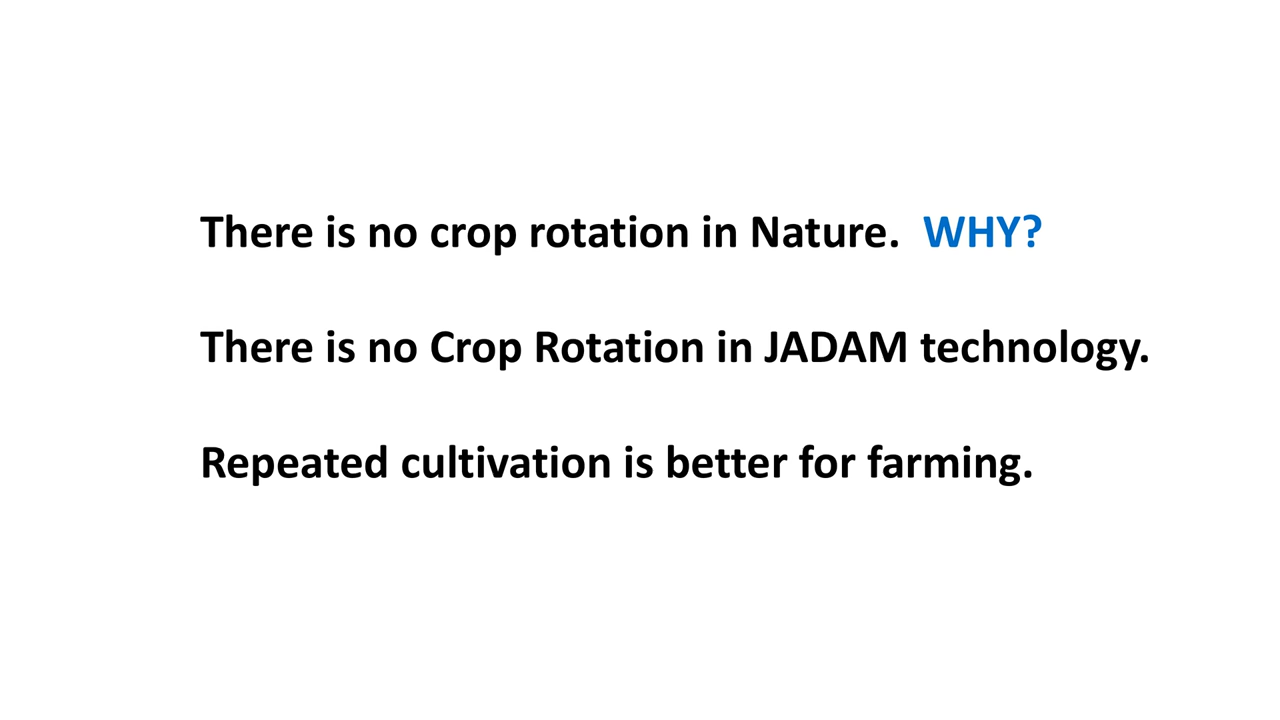 There is no crop rotation in Nature. WHY?
There is no Crop Rotation in JADAM technology.
Repeated cultivation is better for farming.